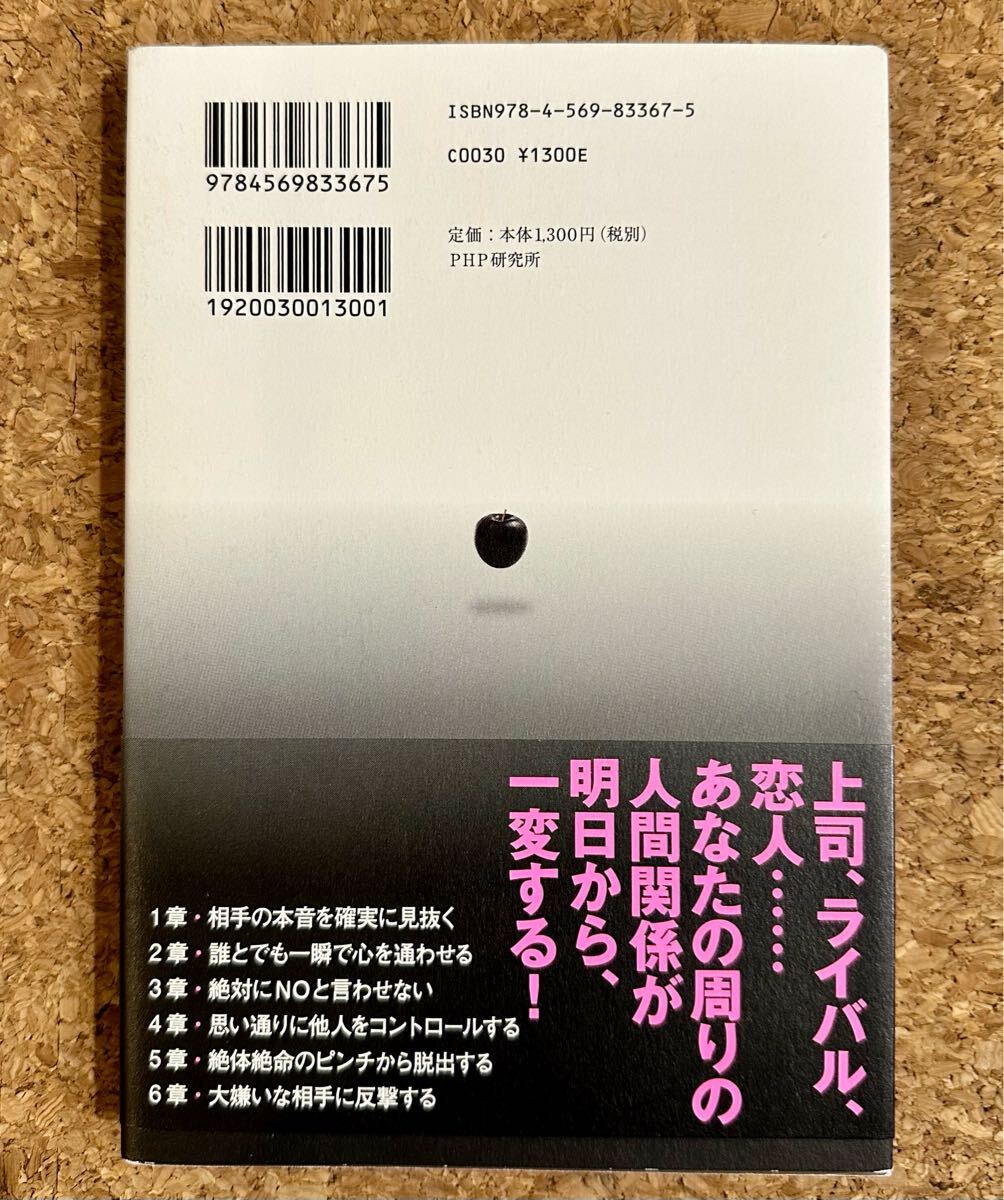 ISBN978-4-569-83367-5
C0030 ¥1300E
9784569833675
定価：本体1,300円（税別）
PHP研究所
1920030013001
上司、ライバル、
恋人………
あなたの周りの
人間関係が
明日から、
一変する！
1章・相手の本音を確実に見抜く
2章・誰とでも一瞬で心を通わせる
3章・絶対にNOと言わせない
4章・思い通りに他人をコントロールする
5章・絶体絶命のピンチから脱出する
6章・大嫌いな相手に反撃する